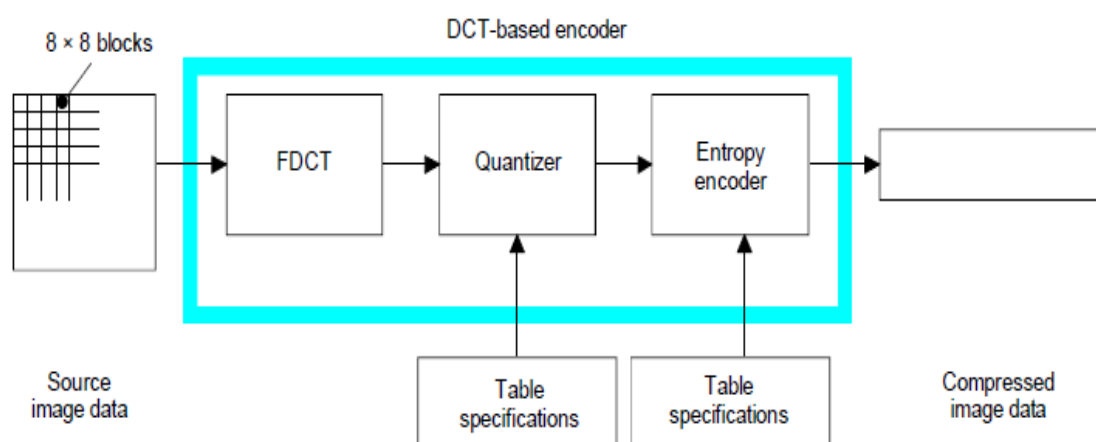 DCT-based encoder
8 × 8 blocks
FDCT
Quantizer
Entropy
encoder
Table
specifications
Table
specifications
Source
image data
Compressed
image data